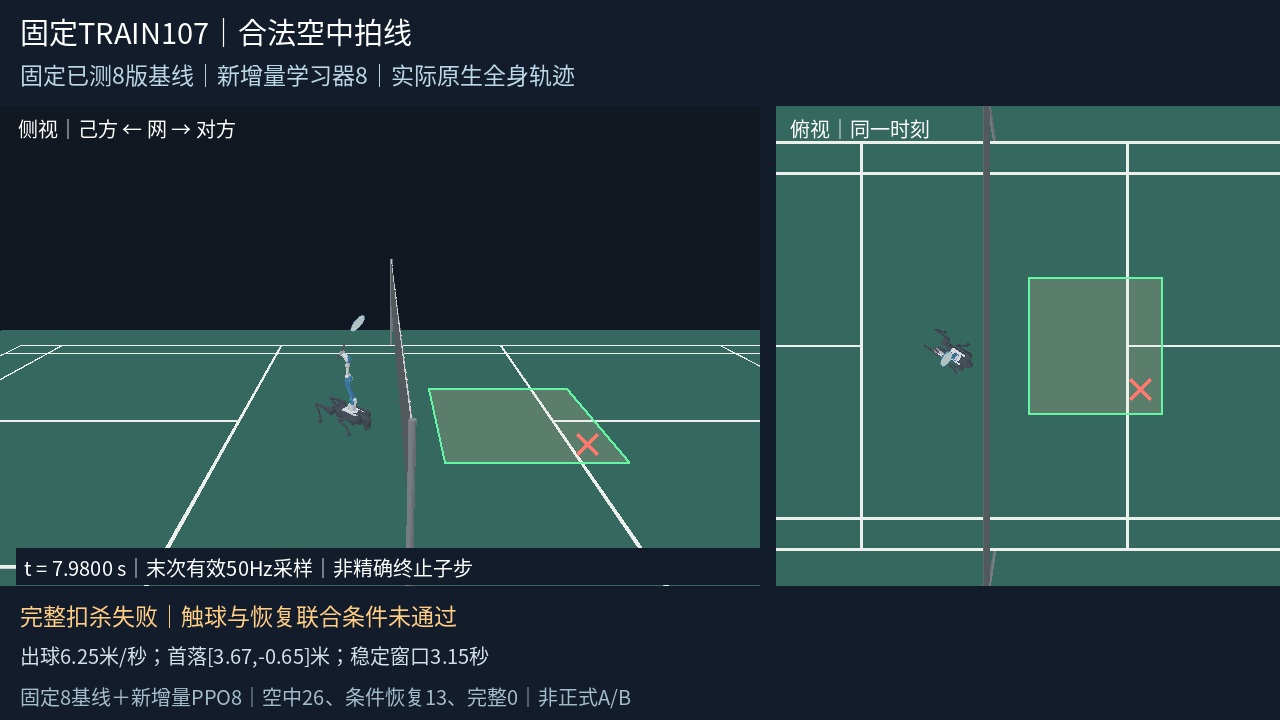 固定TRAIN107｜合法空中拍线
固定已测8版基线｜新增量学习器8｜实际原生全身轨迹
侧视｜己方 ← 网 → 对方
俯视｜同一时刻
t = 7.9800 s｜末次有效50Hz采样｜非精确终止子步
完整扣杀失败｜触球与恢复联合条件未通过
出球6.25米/秒；首落[3.67,-0.65]米；稳定窗口3.15秒
固定8基线＋新增量PPO8｜空中26、条件恢复13、完整0｜非正式A/B